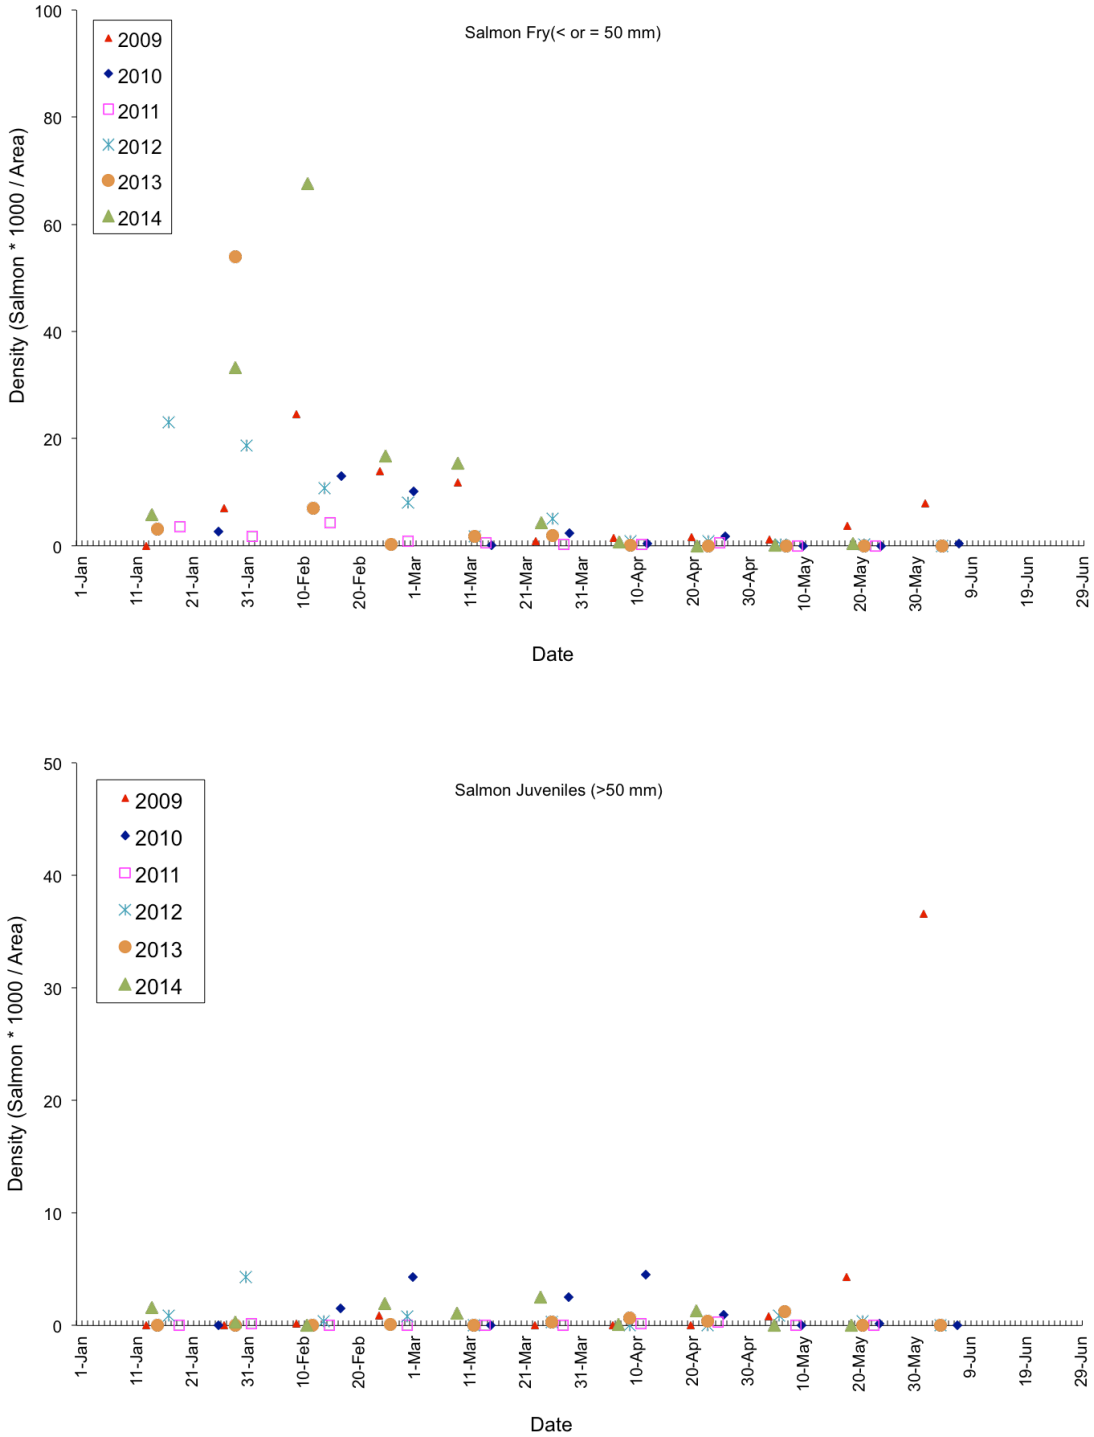 Salmon Fry(< or = 50 mm)
2009
2010
2011
2012
2013
2014
Density (Salmon * 1000 / Area)
100
80
60
40
20
0
1-Jan
11-Jan
21-Jan
31-Jan
10-Feb
20-Feb
1-Mar
11-Mar
21-Mar
31-Mar
10-Apr
20-Apr
30-Apr
10-May
20-May
30-May
9-Jun
19-Jun
29-Jun
Date
Salmon Juveniles (>50 mm)
2009
2010
2011
2012
2013
2014
Density (Salmon * 1000 / Area)
50
40
30
20
10
0
1-Jan
11-Jan
21-Jan
31-Jan
10-Feb
20-Feb
1-Mar
11-Mar
21-Mar
31-Mar
10-Apr
20-Apr
30-Apr
10-May
20-May
30-May
9-Jun
19-Jun
29-Jun
Date